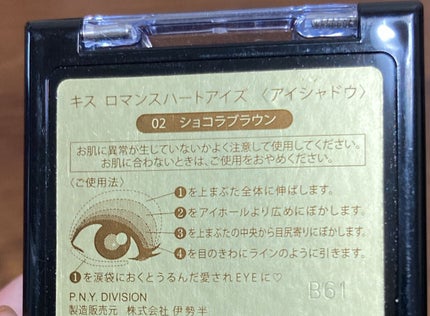 キス ロマンスハートアイズ 〈アイシャドウ〉
02 ショコラブラウン
お肌に異常が生じていないかよく注意して使用してください。
お肌に合わないときは、ご使用をおやめください。
〈ご使用法〉
❶を上まぶた全体に伸ばします。
❷をアイホールより広めにぼかします。
❸を上まぶたの中央から目尻寄りにぼかします。
❹を目のきわにラインのように引きます。
❶を涙袋におくとうるんだ愛されEYEに♡
P.N.Y. DIVISION
製造販売元 株式会社 伊勢半
B61